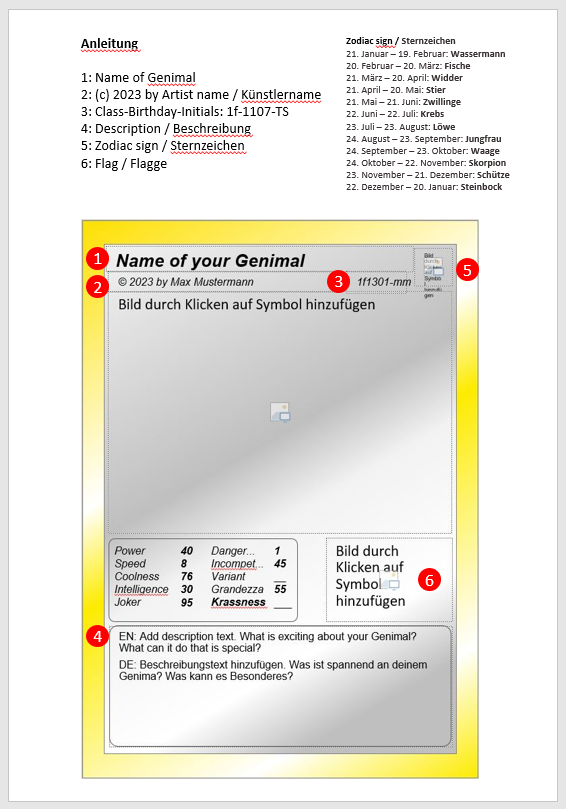 Anleitung
1: Name of Genimal
2: (c) 2023 by Artist name / Künstlername
3: Class-Birthday-Initials: 1f-1107-TS
4: Description / Beschreibung
5: Zodiac sign / Sternzeichen
6: Flag / Flagge
Zodiac sign / Sternzeichen
21. Januar – 19. Februar: Wassermann
20. Februar – 20. März: Fische
21. März – 20. April: Widder
21. April – 20. Mai: Stier
21. Mai – 21. Juni: Zwillinge
22. Juni – 22. Juli: Krebs
23. Juli – 23. August: Löwe
24. August – 23. September: Jungfrau
24. September – 23. Oktober: Waage
24. Oktober – 22. November: Skorpion
23. November – 21. Dezember: Schütze
22. Dezember – 20. Januar: Steinbock
1
Name of your Genimal
5
2
© 2023 by Max Mustermann
3
1f1301-mm
Bild durch Klicken auf Symbol hinzufügen
Power 40 Danger... 1
Speed 8 Incompet... 45
Coolness 76 Variant __
Intelligence 30 Grandezza 55
Joker 95 Krassness ___
Bild durch
Klicken auf
Symbol
hinzufügen
6
4
EN: Add description text. What is exciting about your Genimal?
What can it do that is special?
DE: Beschreibungstext hinzufügen. Was ist spannend an deinem
Genima? Was kann es Besonderes?